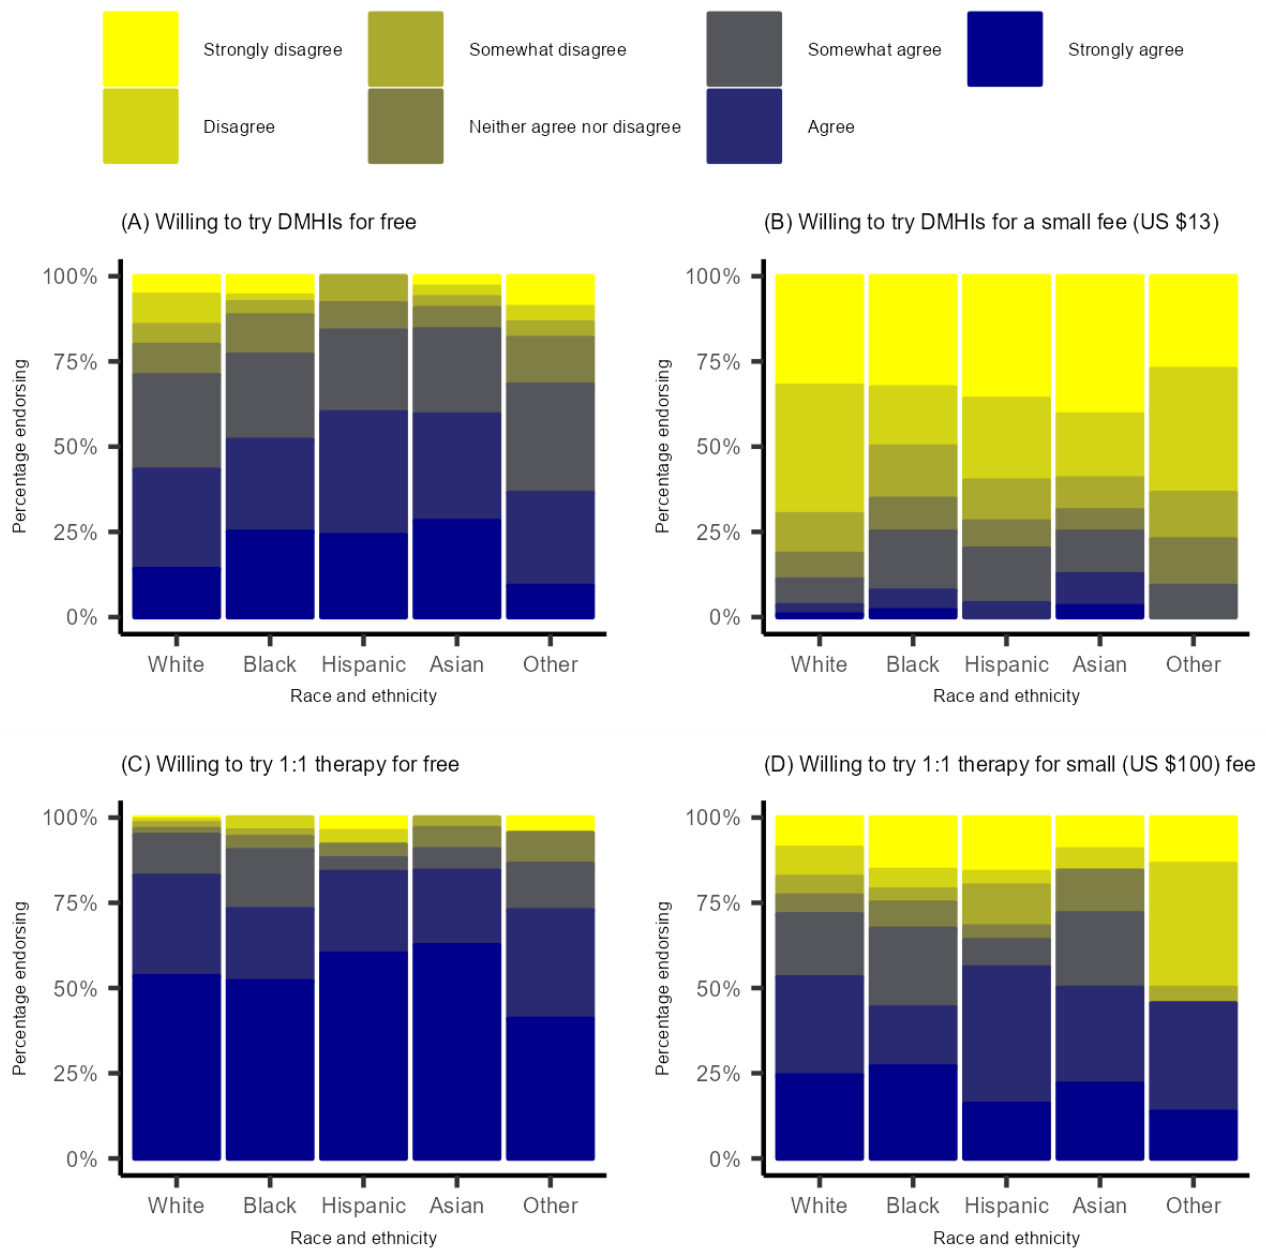 Strongly disagree
Somewhat disagree
Somewhat agree
Strongly agree
Disagree
Neither agree nor disagree
Agree
(A) Willing to try DMHIs for free
100%
75%
50%
25%
0%
Percentage endorsing
White Black Hispanic Asian Other
Race and ethnicity
(B) Willing to try DMHIs for a small fee (US $13)
100%
75%
50%
25%
0%
Percentage endorsing
White Black Hispanic Asian Other
Race and ethnicity
(C) Willing to try 1:1 therapy for free
100%
75%
50%
25%
0%
Percentage endorsing
White Black Hispanic Asian Other
Race and ethnicity
(D) Willing to try 1:1 therapy for small (US $100) fee
100%
75%
50%
25%
0%
Percentage endorsing
White Black Hispanic Asian Other
Race and ethnicity